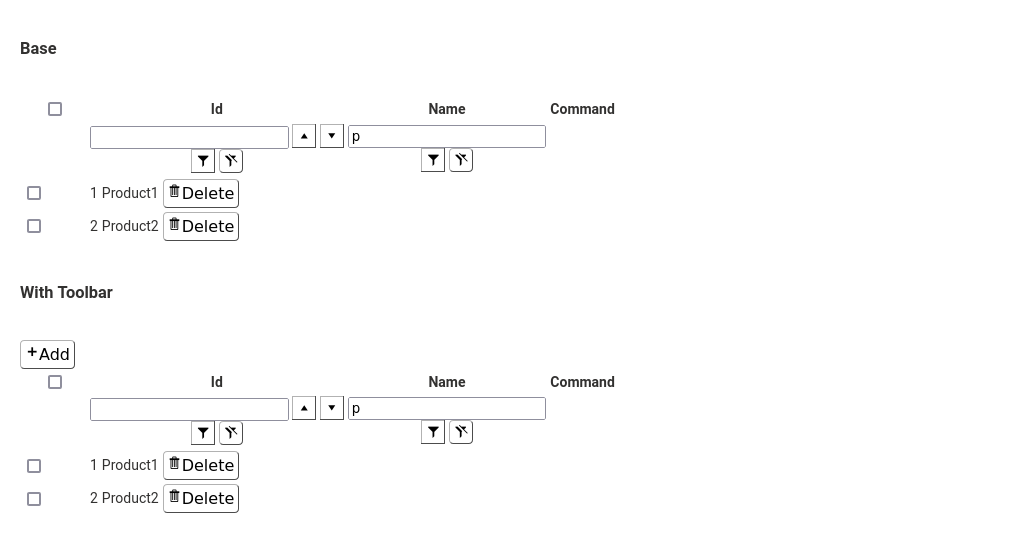 Base
Id Name Command
p
1 Product1 Delete
2 Product2 Delete
With Toolbar
Add
Id Name Command
p
1 Product1 Delete
2 Product2 Delete